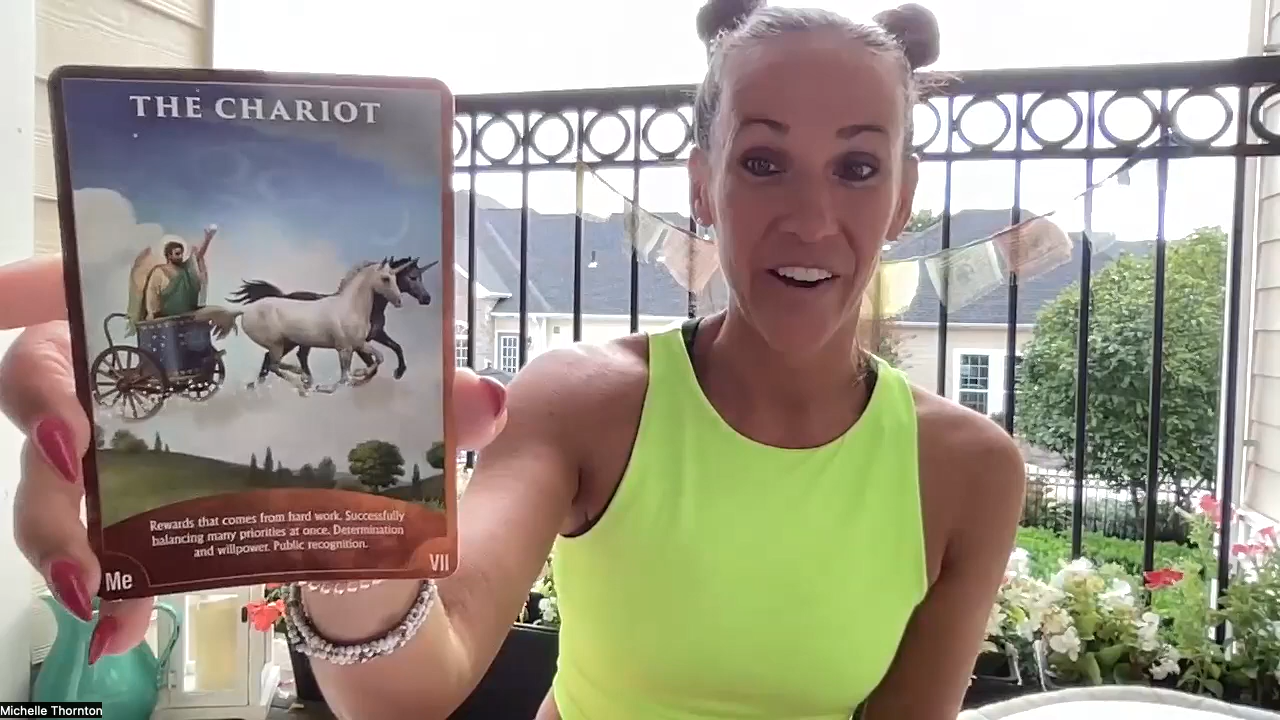 THE CHARIOT
Rewards that comes from hard work. Successfully
balancing many priorities at once. Determination
and willpower. Public recognition.
Me
VII
Michelle Thornton